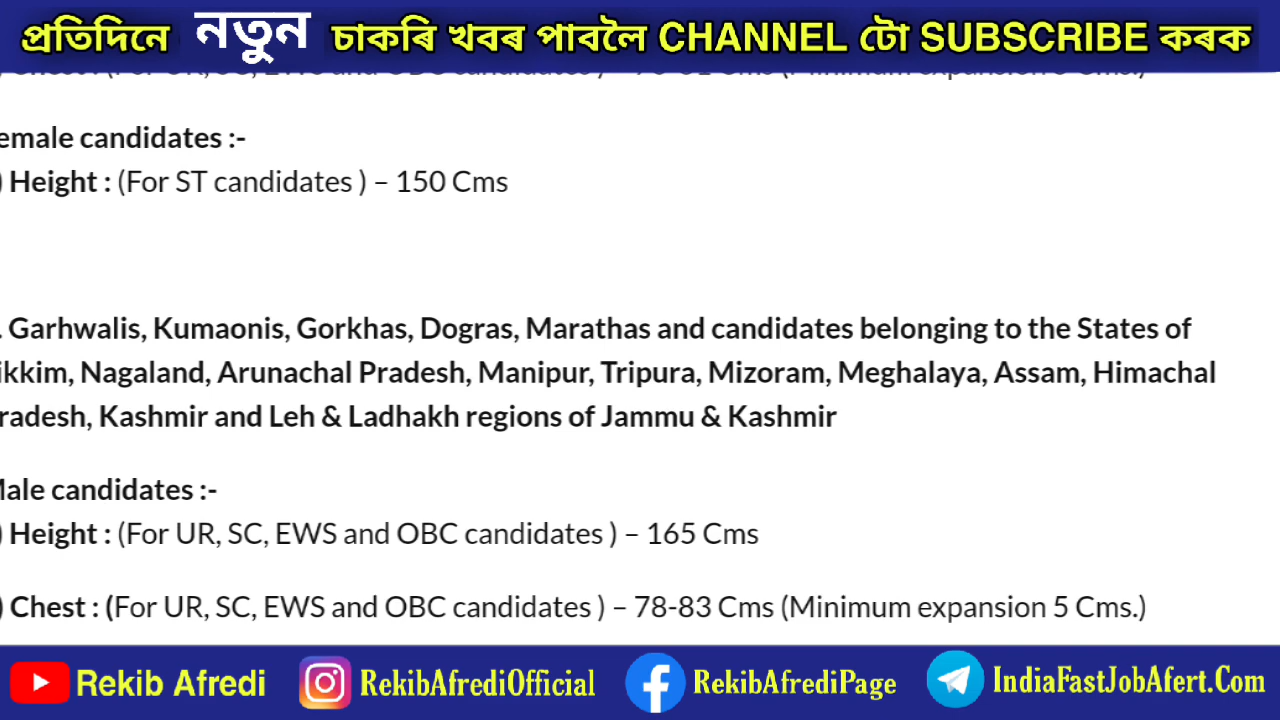 প্ৰতিদিনে নতুন চাকৰি খবৰ পাবলৈ CHANNEL টো SUBSCRIBE কৰক
emale candidates :-
) Height : (For ST candidates ) – 150 Cms
. Garhwalis, Kumaonis, Gorkhas, Dogras, Marathas and candidates belonging to the States of
ikkim, Nagaland, Arunachal Pradesh, Manipur, Tripura, Mizoram, Meghalaya, Assam, Himachal
radesh, Kashmir and Leh & Ladhakh regions of Jammu & Kashmir
Male candidates :-
) Height : (For UR, SC, EWS and OBC candidates ) – 165 Cms
) Chest : (For UR, SC, EWS and OBC candidates ) – 78-83 Cms (Minimum expansion 5 Cms.)
Rekib Afredi RekibAfrediOfficial RekibAfrediPage IndiaFastJobAfert.Com